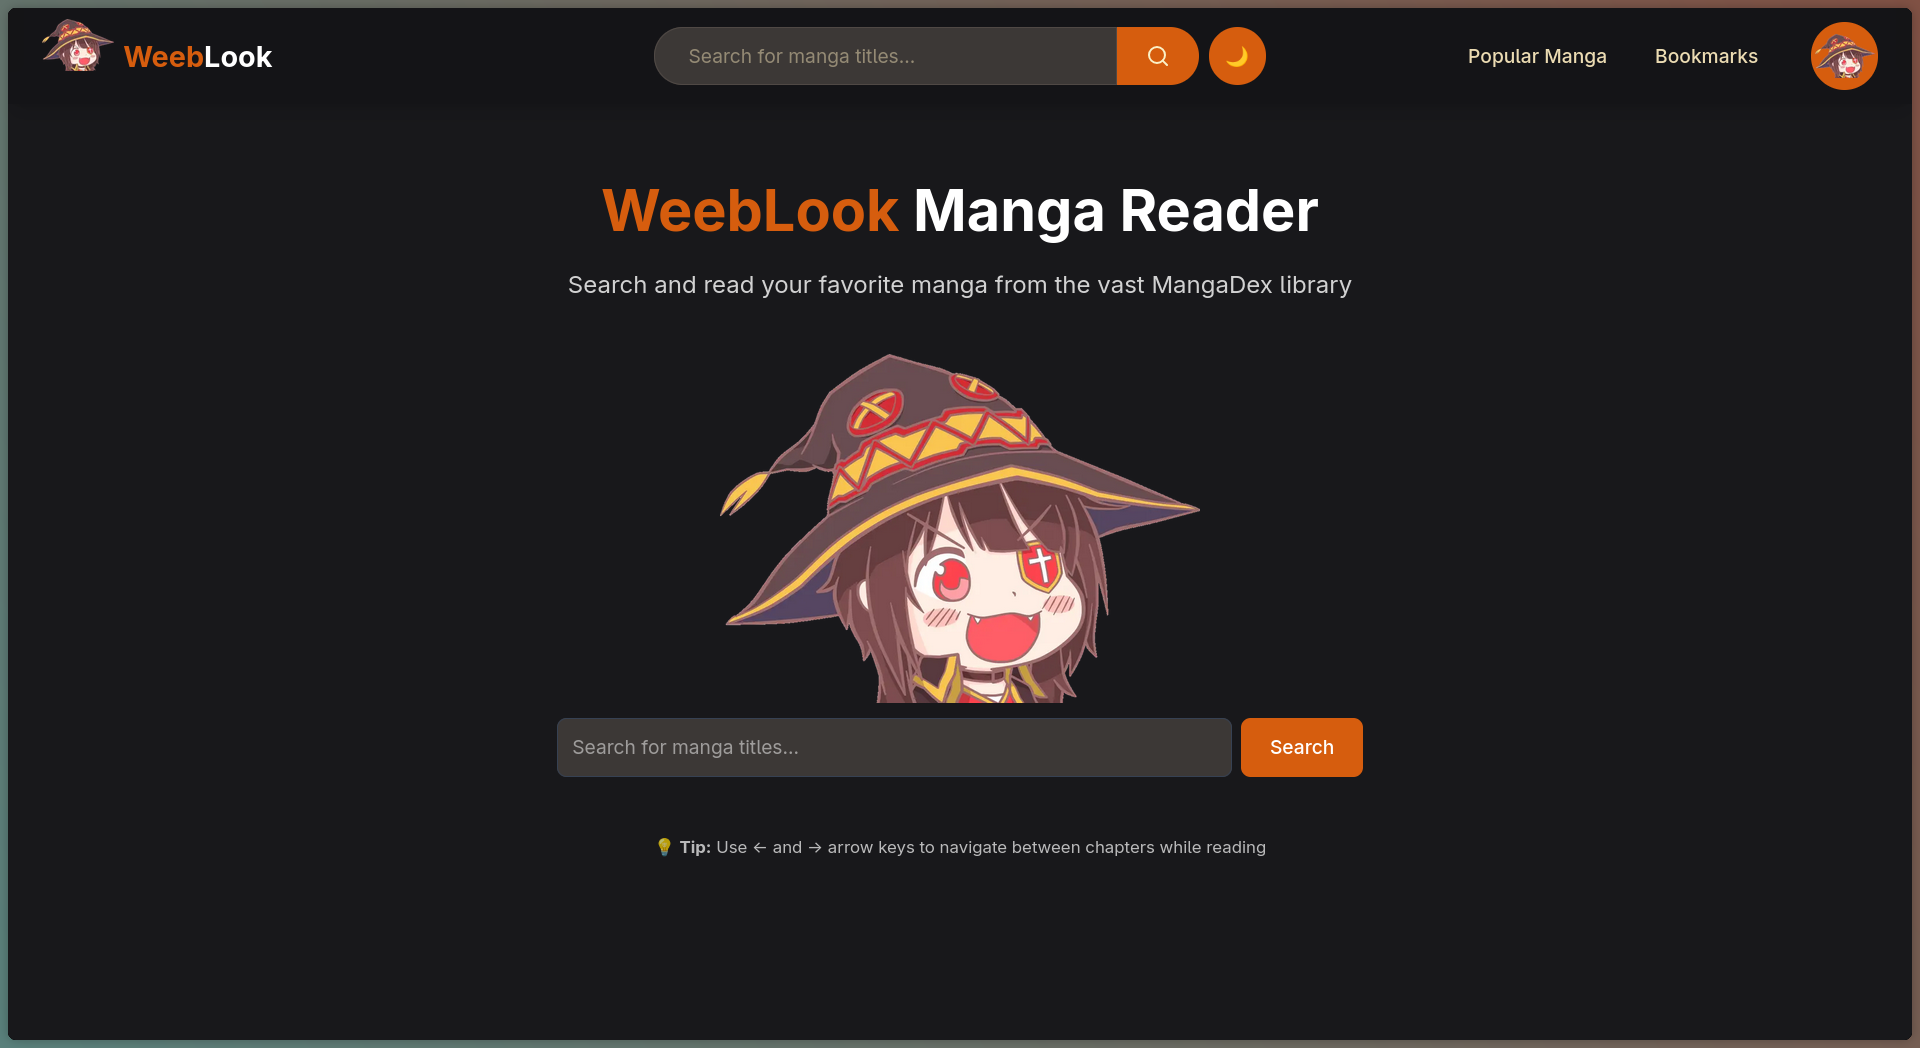 WeebLook
Search for manga titles...
🌙
Popular Manga
Bookmarks
WeebLook Manga Reader
Search and read your favorite manga from the vast MangaDex library
Search for manga titles...
Search
💡 Tip: Use ← and → arrow keys to navigate between chapters while reading